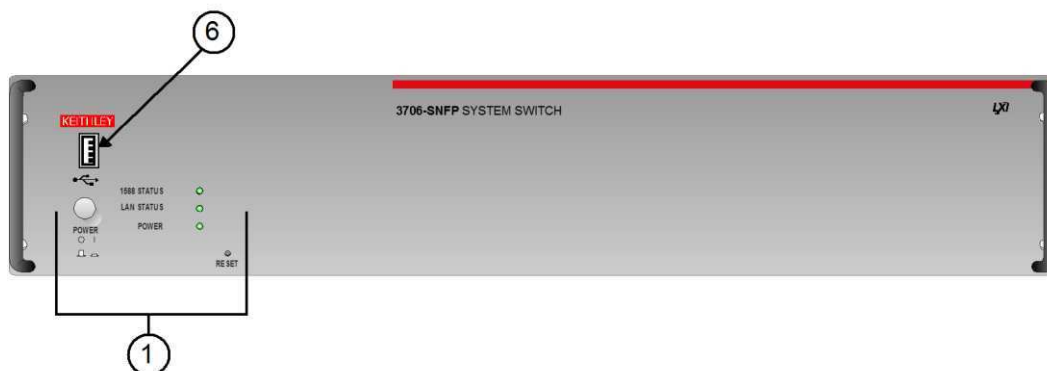 6
3706-SNFP SYSTEM SWITCH
LXI
KEITHLEY
1588 STATUS
LAN STATUS
POWER
POWER
RESET
1